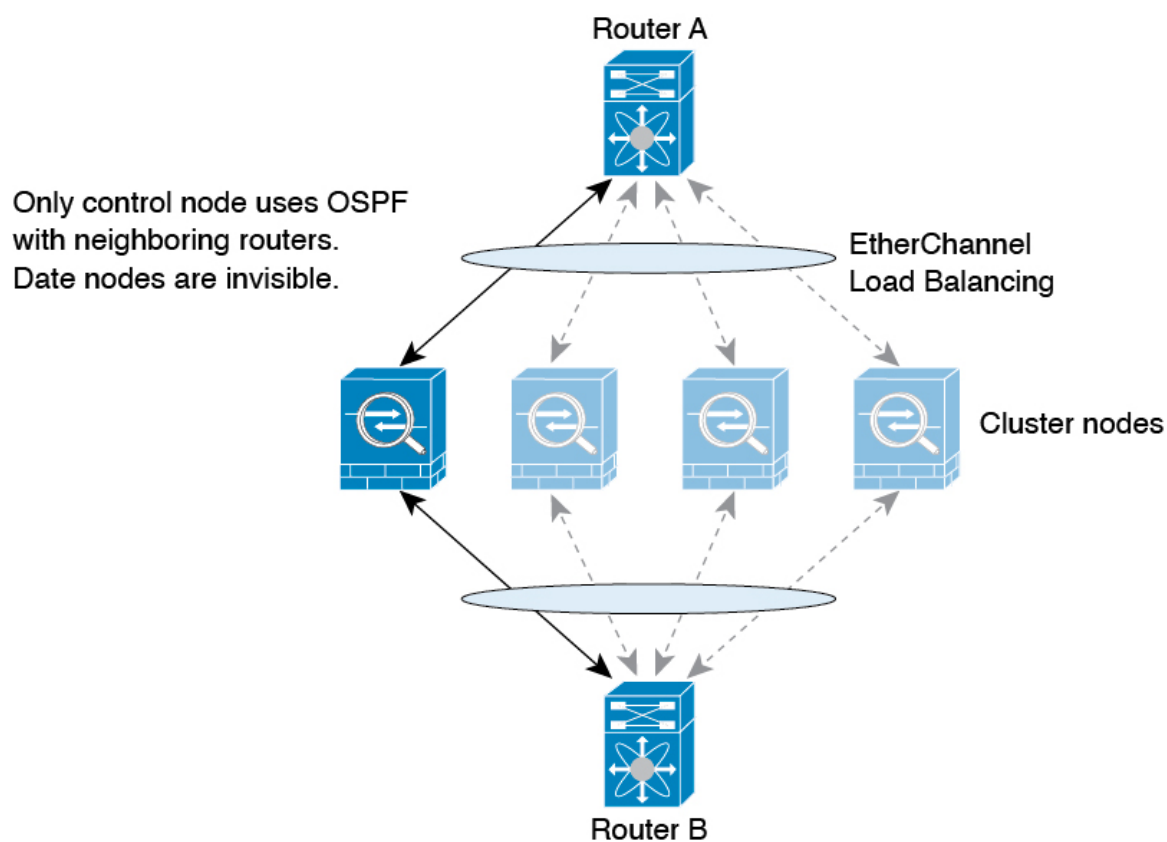 Router A
Only control node uses OSPF
with neighboring routers.
Date nodes are invisible.
EtherChannel
Load Balancing
Cluster nodes
Router B